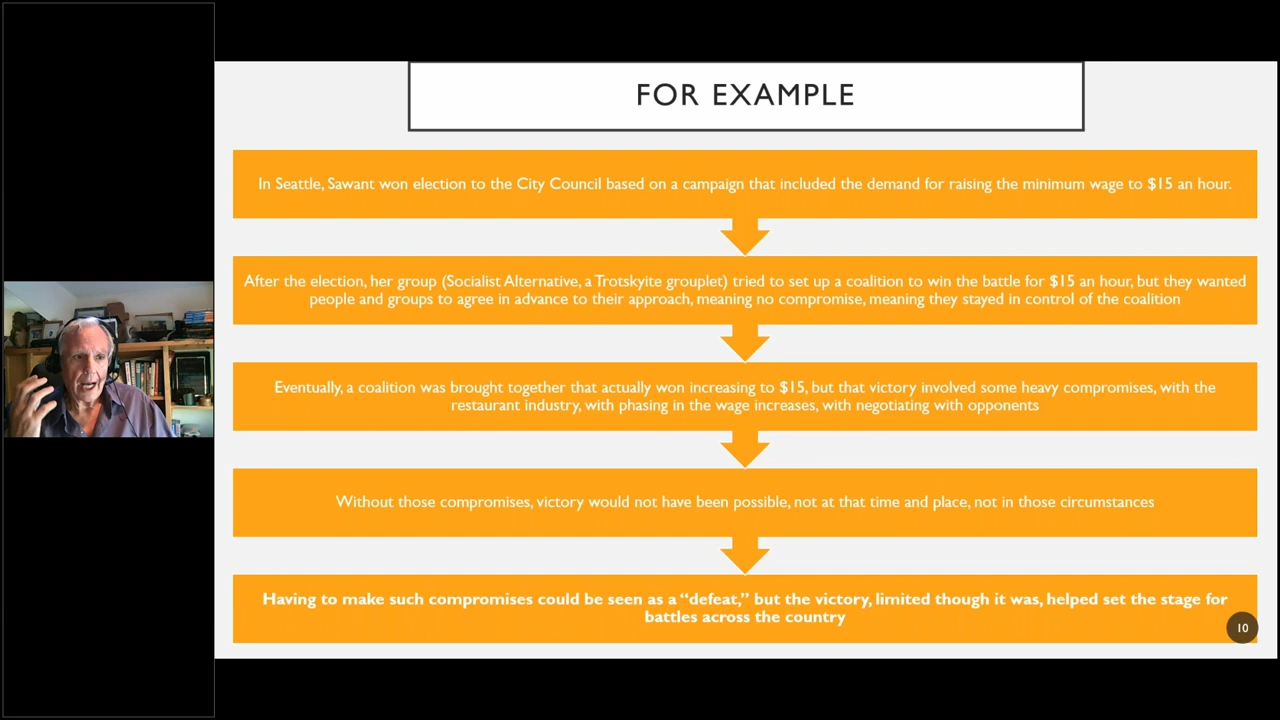 FOR EXAMPLE
In Seattle, Sawant won election to the City Council based on a campaign that included the demand for raising the minimum wage to $15 an hour.
After the election, her group (Socialist Alternative, a Trotskyite grouplet) tried to set up a coalition to win the battle for $15 an hour, but they wanted
people and groups to agree in advance to their approach, meaning no compromise, meaning they stayed in control of the coalition
Eventually, a coalition was brought together that actually won increasing to $15, but that victory involved some heavy compromises, with the
restaurant industry, with phasing in the wage increases, with negotiating with opponents
Without those compromises, victory would not have been possible, not at that time and place, not in those circumstances
Having to make such compromises could be seen as a “defeat,” but the victory, limited though it was, helped set the stage for
battles across the country
10